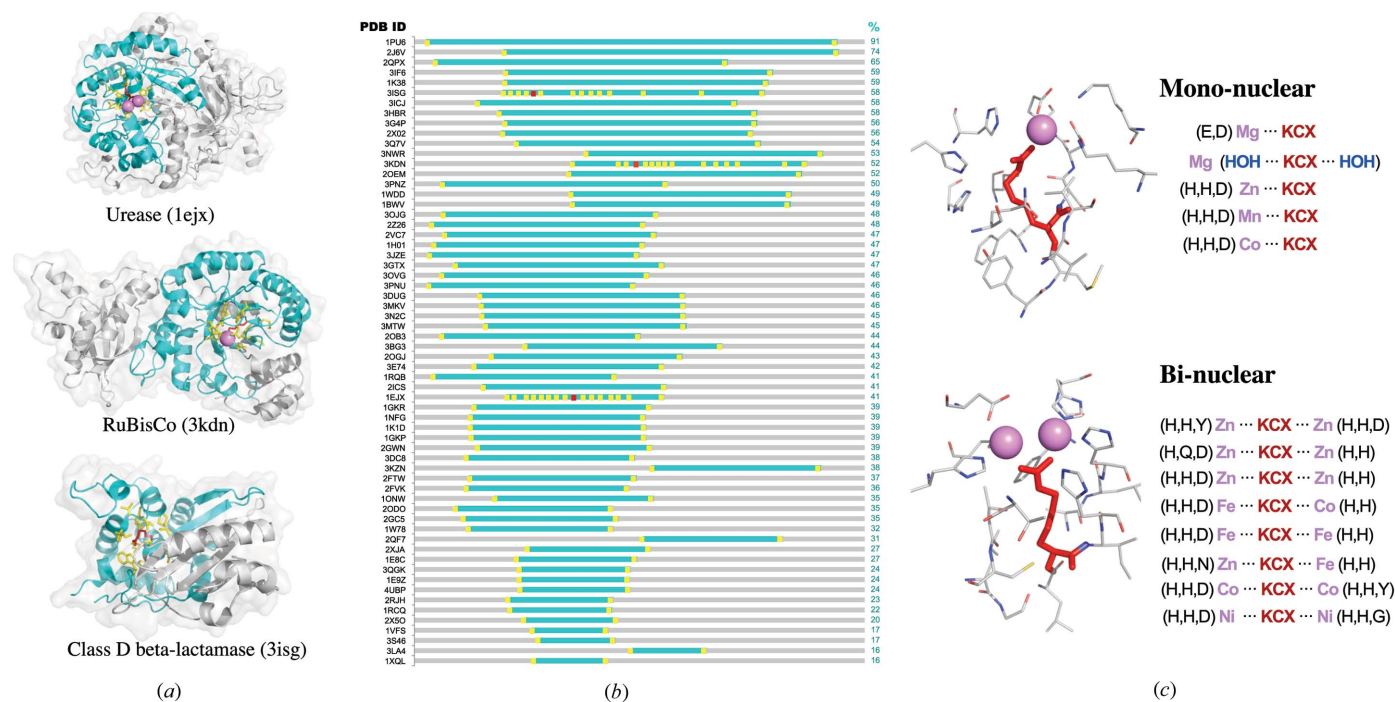 Urease (1ejx)
RuBisCo (3kdn)
Class D beta-lactamase (3isg)
(a)
PDB ID %
1PU6 91
2J6V 74
2QPX 65
3IF6 59
1K38 59
3ISG 58
3ICJ 58
3HBR 56
3G4P 56
2X02 56
3Q7V 54
3NWR 53
3KDN 52
2OEM 52
3PNZ 50
1WDD 49
1BWV 49
3OJG 48
2Z26 48
2VC7 47
1H01 47
3JZE 47
3GTX 47
3OVG 46
3PNU 46
3DUG 46
3MKV 46
3N2C 45
3MTW 45
2OB3 44
3BG3 44
2OGJ 43
3E74 42
1RQB 41
2ICS 41
1EJX 41
1GKR 39
1NFG 39
1K1D 39
1GKP 39
2GWN 39
3DC8 38
3KZN 38
2FTW 37
2FVK 36
1ONW 35
2ODO 35
2GC5 35
1W78 32
2QF7 31
2XJA 27
1E8C 27
3QGK 24
1E9Z 24
4UBP 24
2RJH 23
1RCQ 22
2X5O 20
1VFS 17
3S46 17
3LA4 16
1XQL 16
(b)
Mono-nuclear
(E,D) Mg ··· KCX
Mg (HOH ··· KCX ··· HOH)
(H,H,D) Zn ··· KCX
(H,H,D) Mn ··· KCX
(H,H,D) Co ··· KCX
Bi-nuclear
(H,H,Y) Zn ··· KCX ··· Zn (H,H,D)
(H,Q,D) Zn ··· KCX ··· Zn (H,H)
(H,H,D) Zn ··· KCX ··· Zn (H,H)
(H,H,D) Fe ··· KCX ··· Co (H,H)
(H,H,D) Fe ··· KCX ··· Fe (H,H)
(H,H,N) Zn ··· KCX ··· Fe (H,H)
(H,H,D) Co ··· KCX ··· Co (H,H,Y)
(H,H,D) Ni ··· KCX ··· Ni (H,H,G)
(c)